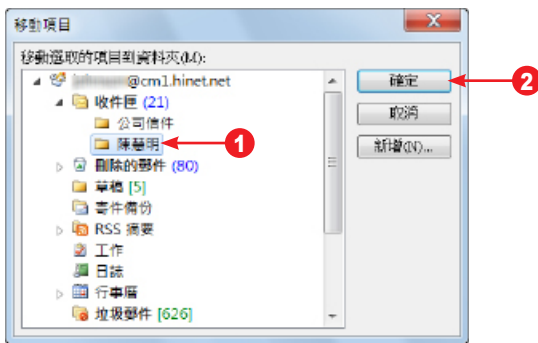 移動項目
移動選取的項目到資料夾(M):
@cm1.hinet.net
確定
2
收件匣 (21)
取消
公司信件
陳慧明
1
新增(N)...
刪除的郵件 (80)
草稿 [5]
寄件備份
RSS 摘要
工作
日誌
行事曆
垃圾郵件 [626]